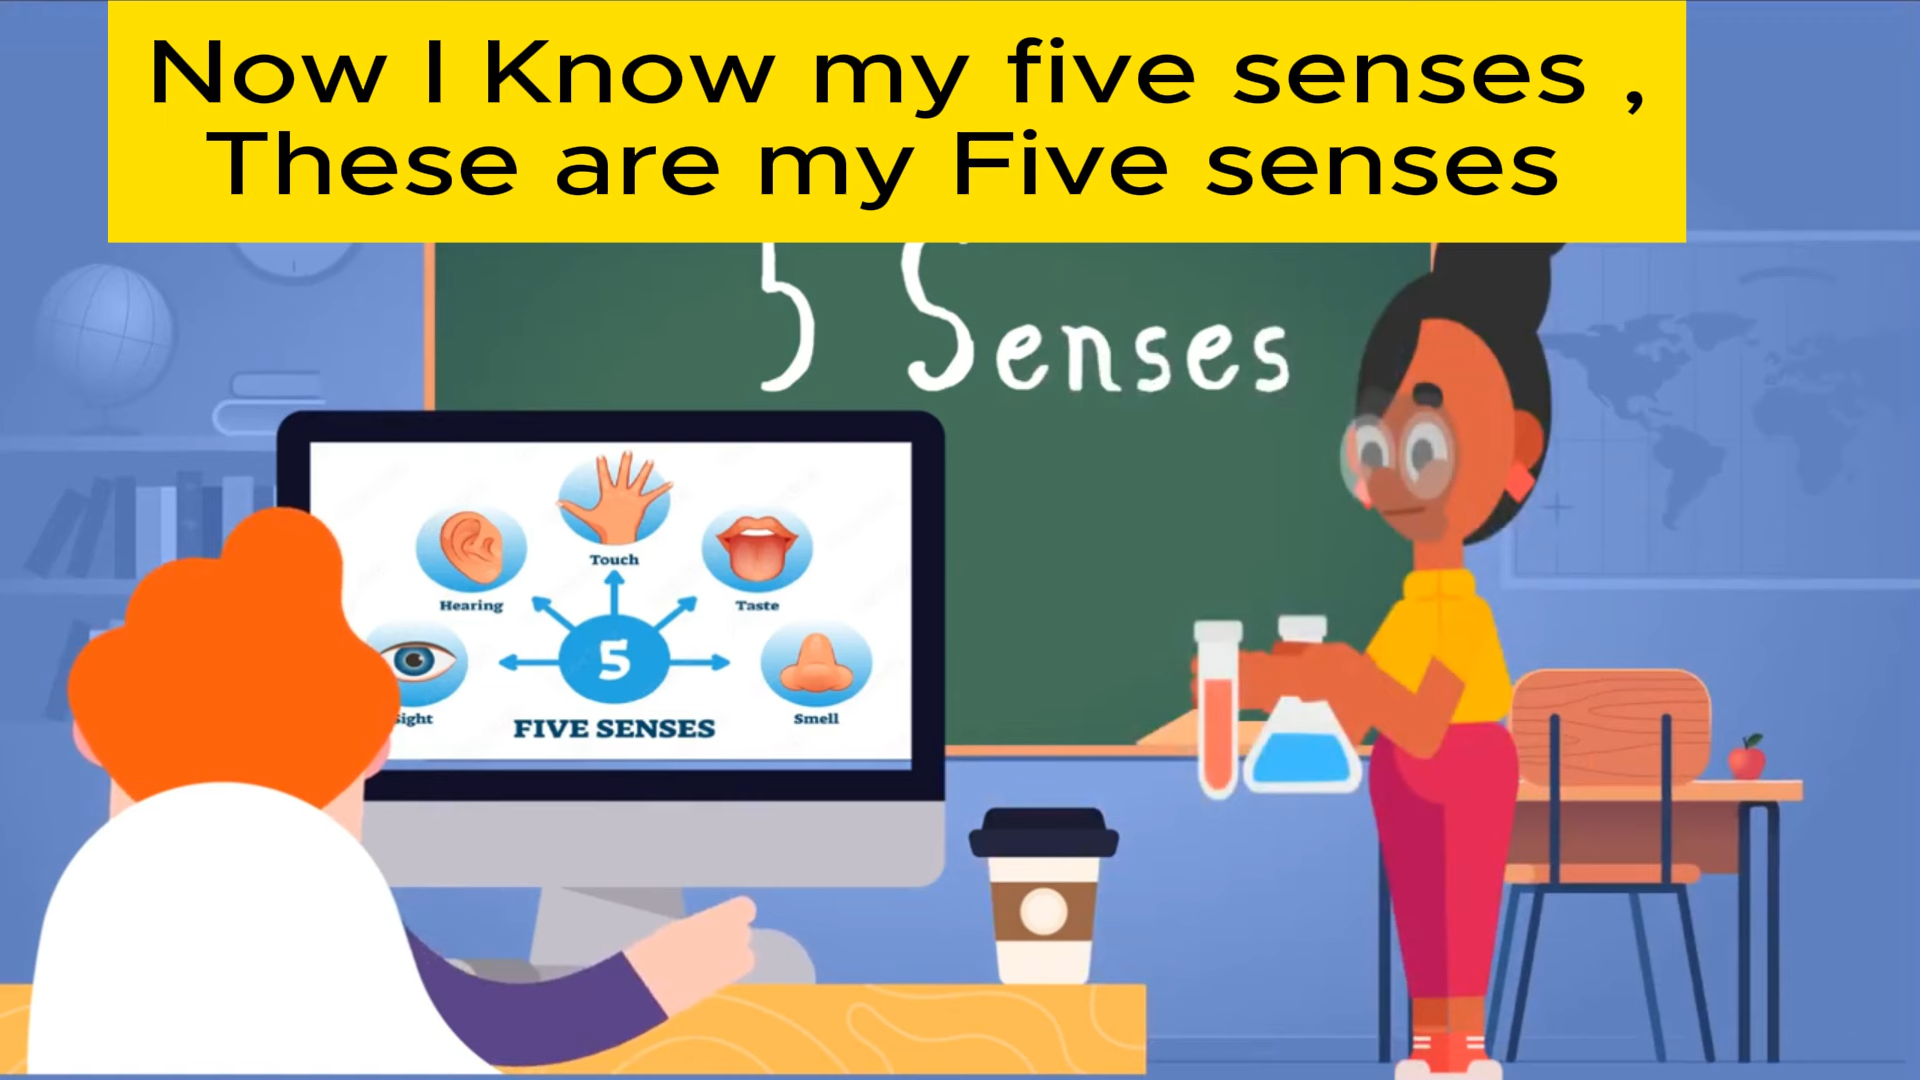 Now I Know my five senses ,
These are my Five senses
5 Senses
Touch
Hearing
Taste
5
Smell
FIVE SENSES